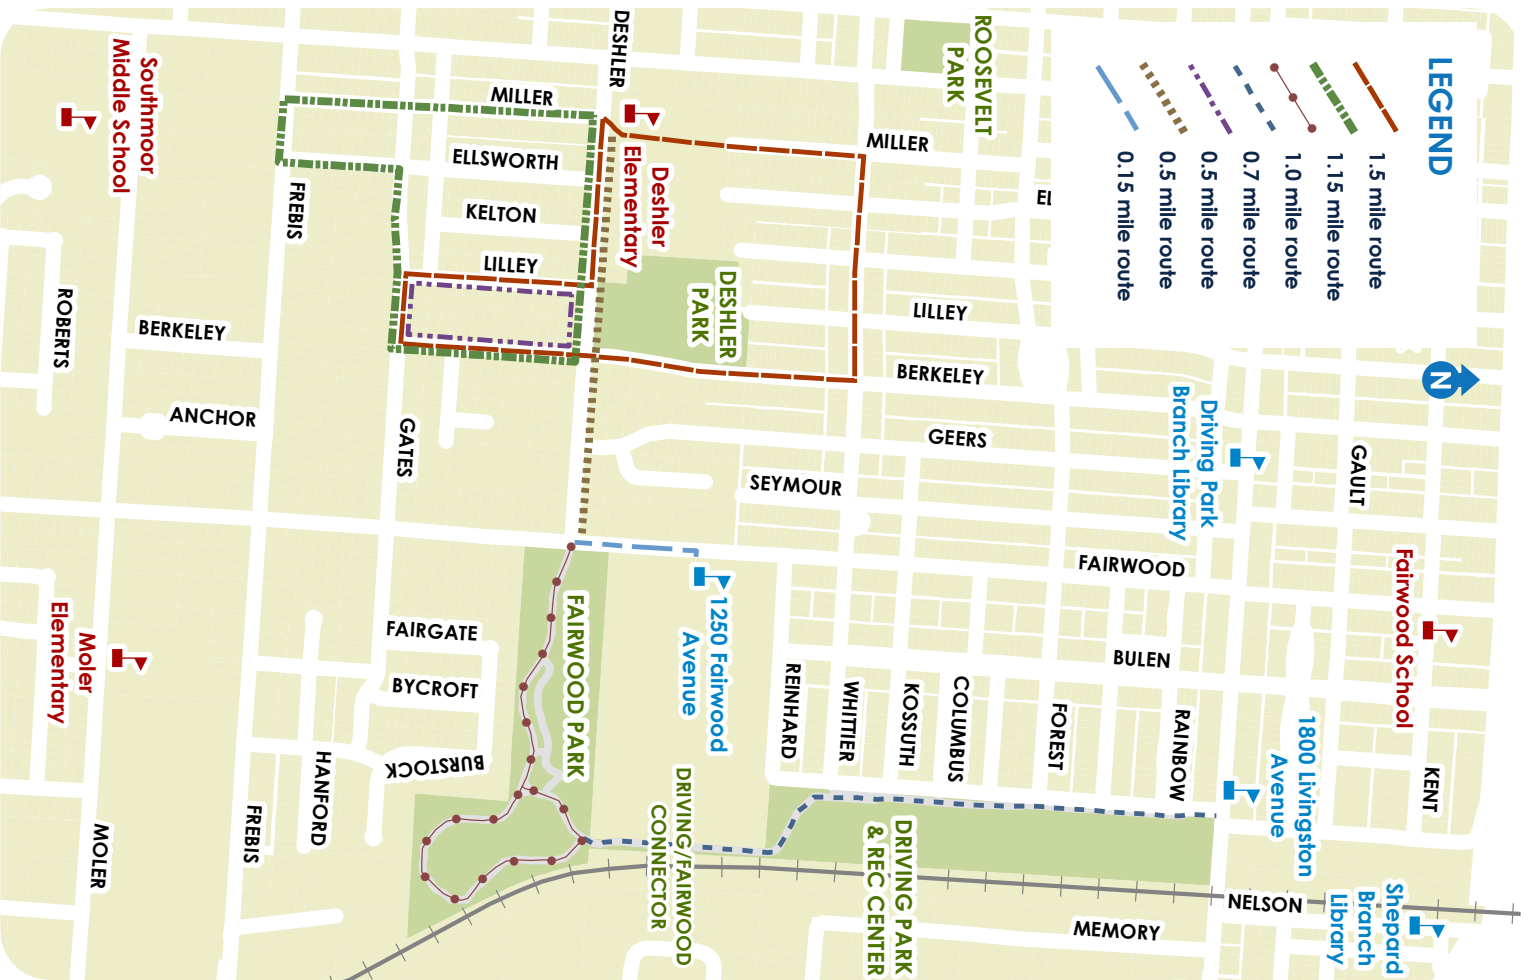 LEGEND
1.5 mile route
1.15 mile route
1.0 mile route
0.7 mile route
0.5 mile route
0.5 mile route
0.15 mile route
N
ROOSEVELT
PARK
DESHLER
MILLER
MILLER
ELLSWORTH
EL
KELTON
LILLEY
LILLEY
Deshler
Elementary
DESHLER
PARK
Southmoor
Middle School
FREBIS
ROBERTS
BERKELEY
BERKELEY
ANCHOR
GATES
GEERS
SEYMOUR
Driving Park
Branch Library
GAULT
FAIRWOOD
Fairwood School
1250 Fairwood
Avenue
FAIRWOOD PARK
FAIRGATE
BYCROFT
BURSTOCK
Moler
Elementary
HANFORD
FREBIS
MOLER
BULEN
REINHARD
WHITTIER
KOSSUTH
COLUMBUS
FOREST
RAINBOW
1800 Livingston
Avenue
KENT
DRIVING/FAIRWOOD
CONNECTOR
DRIVING PARK
& REC CENTER
NELSON
MEMORY
Shepard
Branch
Library